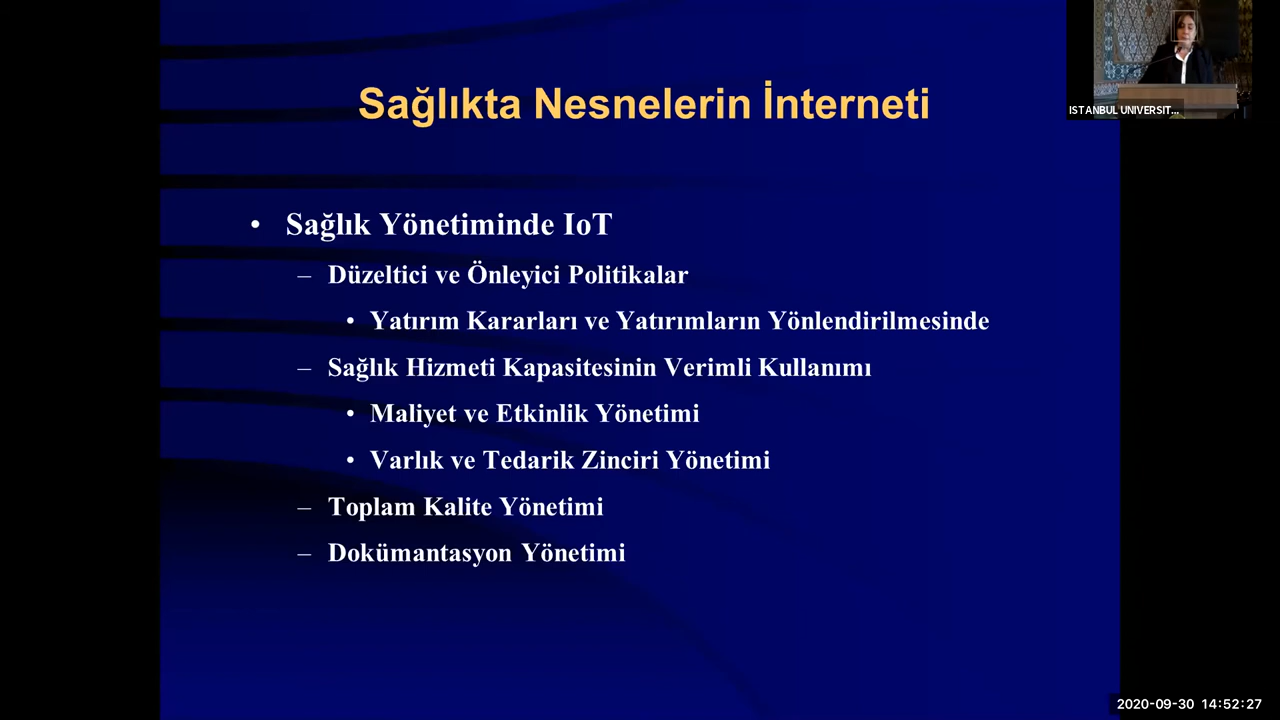 Sağlıkta Nesnelerin İnterneti
ISTANBUL UNIVERSIT...
• Sağlık Yönetiminde IoT
– Düzeltici ve Önleyici Politikalar
• Yatırım Kararları ve Yatırımların Yönlendirilmesinde
– Sağlık Hizmeti Kapasitesinin Verimli Kullanımı
• Maliyet ve Etkinlik Yönetimi
• Varlık ve Tedarik Zinciri Yönetimi
– Toplam Kalite Yönetimi
– Dokümantasyon Yönetimi
2020-09-30 14:52:27